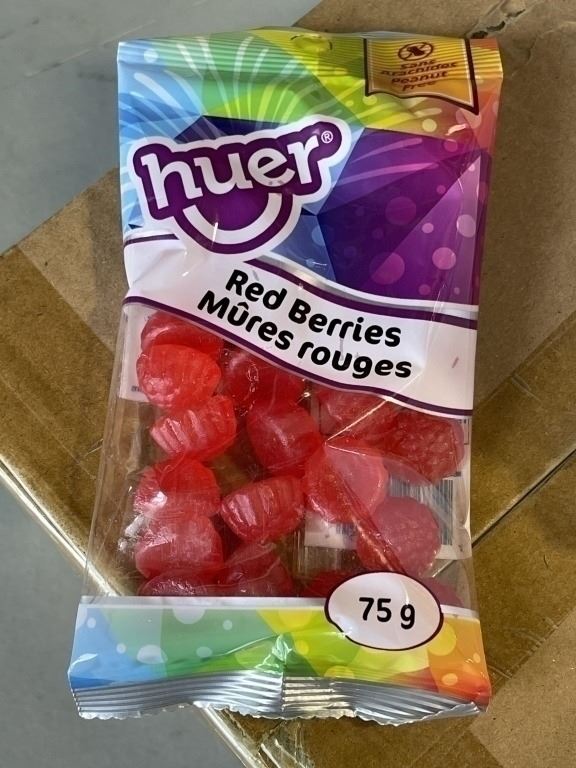 sans
arachides
Peanut
Free
huer®
Red Berries
Mûres rouges
75 g